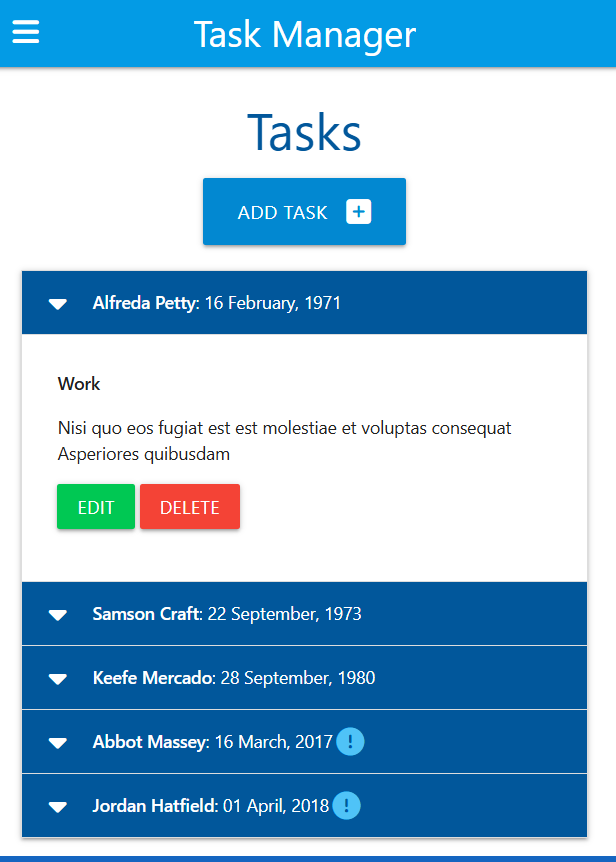 Task Manager
Tasks
ADD TASK
Alfreda Petty: 16 February, 1971
Work
Nisi quo eos fugiat est est molestiae et voluptas consequat
Asperiores quibusdam
EDIT DELETE
Samson Craft: 22 September, 1973
Keefe Mercado: 28 September, 1980
Abbot Massey: 16 March, 2017 !
Jordan Hatfield: 01 April, 2018 !